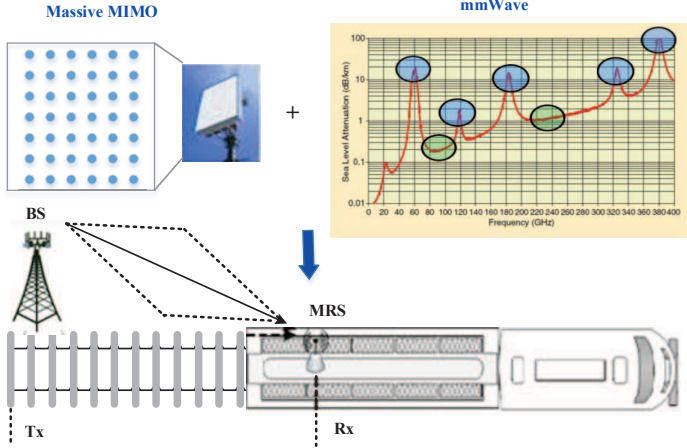 Massive MIMO
mmWave
+
Sea Level Attenuation (dB/km)
100
10
1
0.1
0.01
0 20 40 60 80 100 120 140 160 180 200 220 240 260 280 300 320 340 360 380 400
Frequency (GHz)
BS
MRS
Tx
Rx